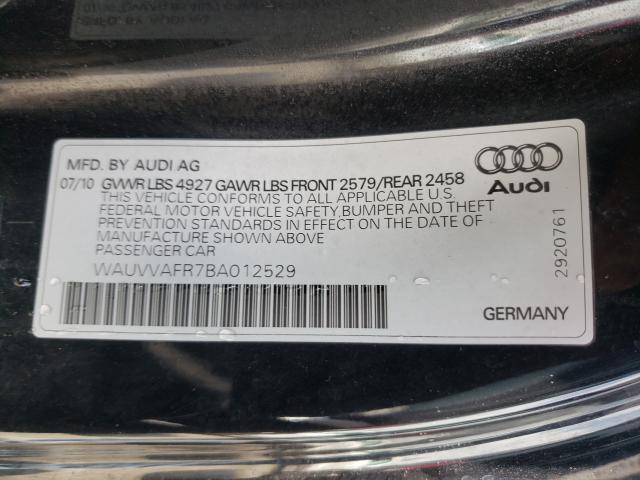 MFD. BY AUDI AG
07/10 GVWR LBS 4927 GAWR LBS FRONT 2579/REAR 2458
THIS VEHICLE CONFORMS TO ALL APPLICABLE U.S.
FEDERAL MOTOR VEHICLE SAFETY,BUMPER AND THEFT
PREVENTION STANDARDS IN EFFECT ON THE DATE OF
MANUFACTURE SHOWN ABOVE
PASSENGER CAR
WAUVVAFR7BA012529
Audi
2920761
GERMANY